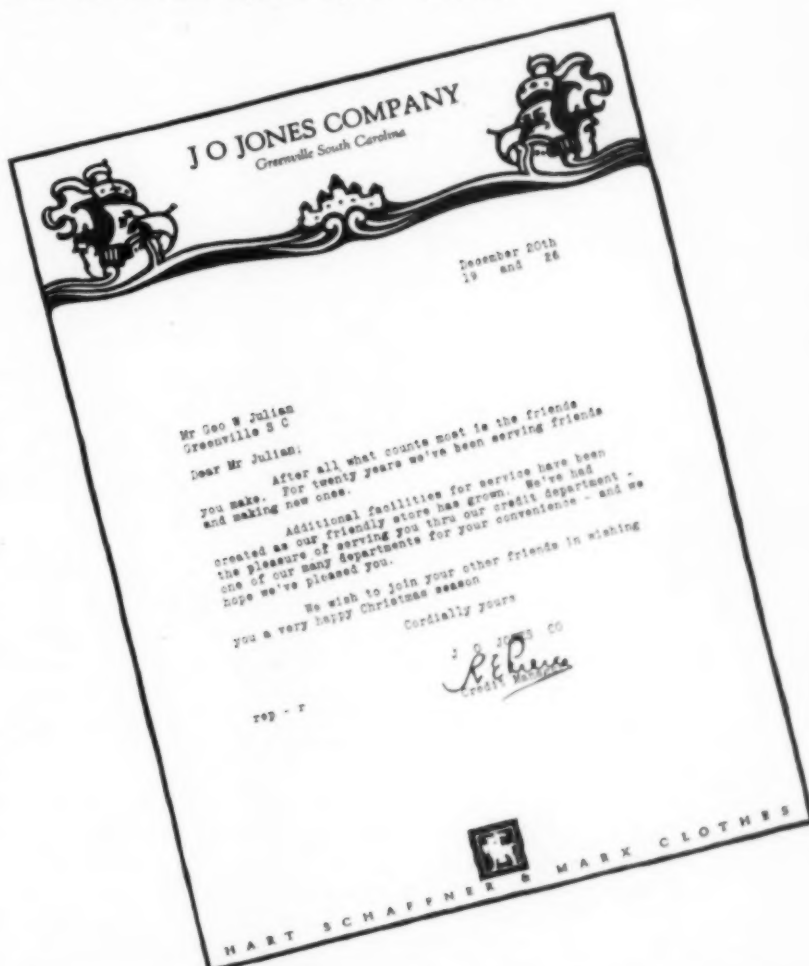 J O JONES COMPANY
Greenville South Carolina
December 20th
19 and 26
Mr Geo W Julian
Greenville S C
Dear Mr Julian:
After all what counts most is the friends
you make. For twenty years we've been serving friends
and making new ones.
Additional facilities for service have been
created as our friendly store has grown. We've had
the pleasure of serving you thru our credit department -
one of our many departments for your convenience - and we
hope we've pleased you.
We wish to join your other friends in wishing
you a very happy Christmas season
Cordially yours
J O JONES CO
R E Pierce
Credit Manager
rep - r
HART SCHAFFNER & MARX CLOTHES